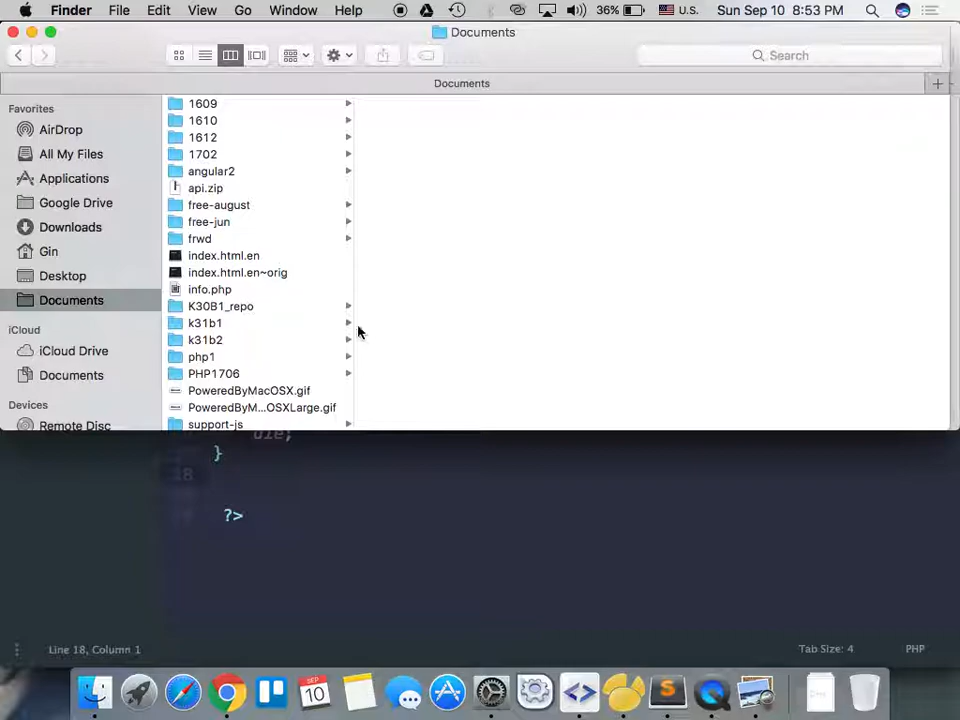 Finder File Edit View Go Window Help 36% U.S. Sun Sep 10 8:53 PM
Documents
Search
Documents
Favorites
AirDrop
All My Files
Applications
Google Drive
Downloads
Gin
Desktop
Documents
iCloud
iCloud Drive
Documents
Devices
Remote Disc
1609
1610
1612
1702
angular2
api.zip
free-august
free-jun
frwd
index.html.en
index.html.en~orig
info.php
K30B1_repo
k31b1
k31b2
php1
PHP1706
PoweredByMacOSX.gif
PoweredByM...OSXLarge.gif
support-js
die;
}
18
?>
Line 18, Column 1 Tab Size: 4 PHP
SEP
10